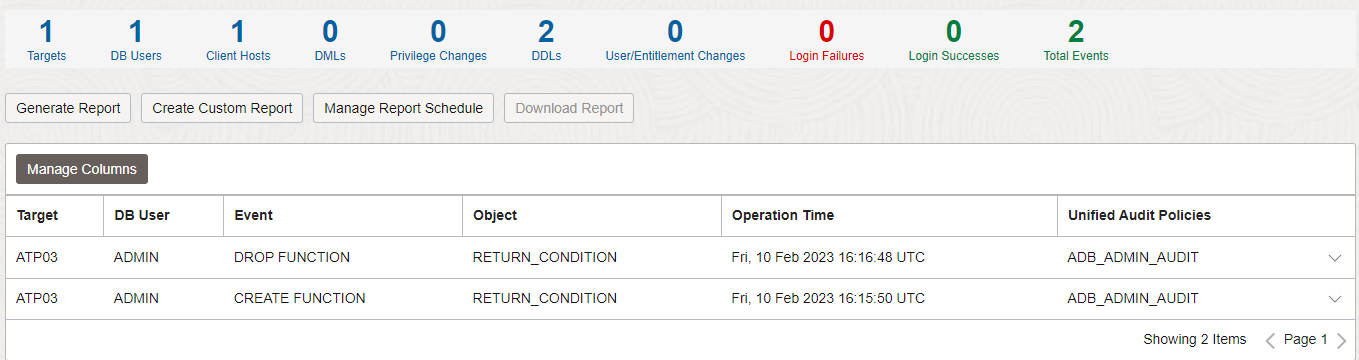 1 1 1 0 0 2 0 0 0 2
Targets DB Users Client Hosts DMLs Privilege Changes DDLs User/Entitlement Changes Login Failures Login Successes Total Events
Generate Report Create Custom Report Manage Report Schedule Download Report
Manage Columns
Target DB User Event Object Operation Time Unified Audit Policies
ATP03 ADMIN DROP FUNCTION RETURN_CONDITION Fri, 10 Feb 2023 16:16:48 UTC ADB_ADMIN_AUDIT
ATP03 ADMIN CREATE FUNCTION RETURN_CONDITION Fri, 10 Feb 2023 16:15:50 UTC ADB_ADMIN_AUDIT
Showing 2 Items Page 1